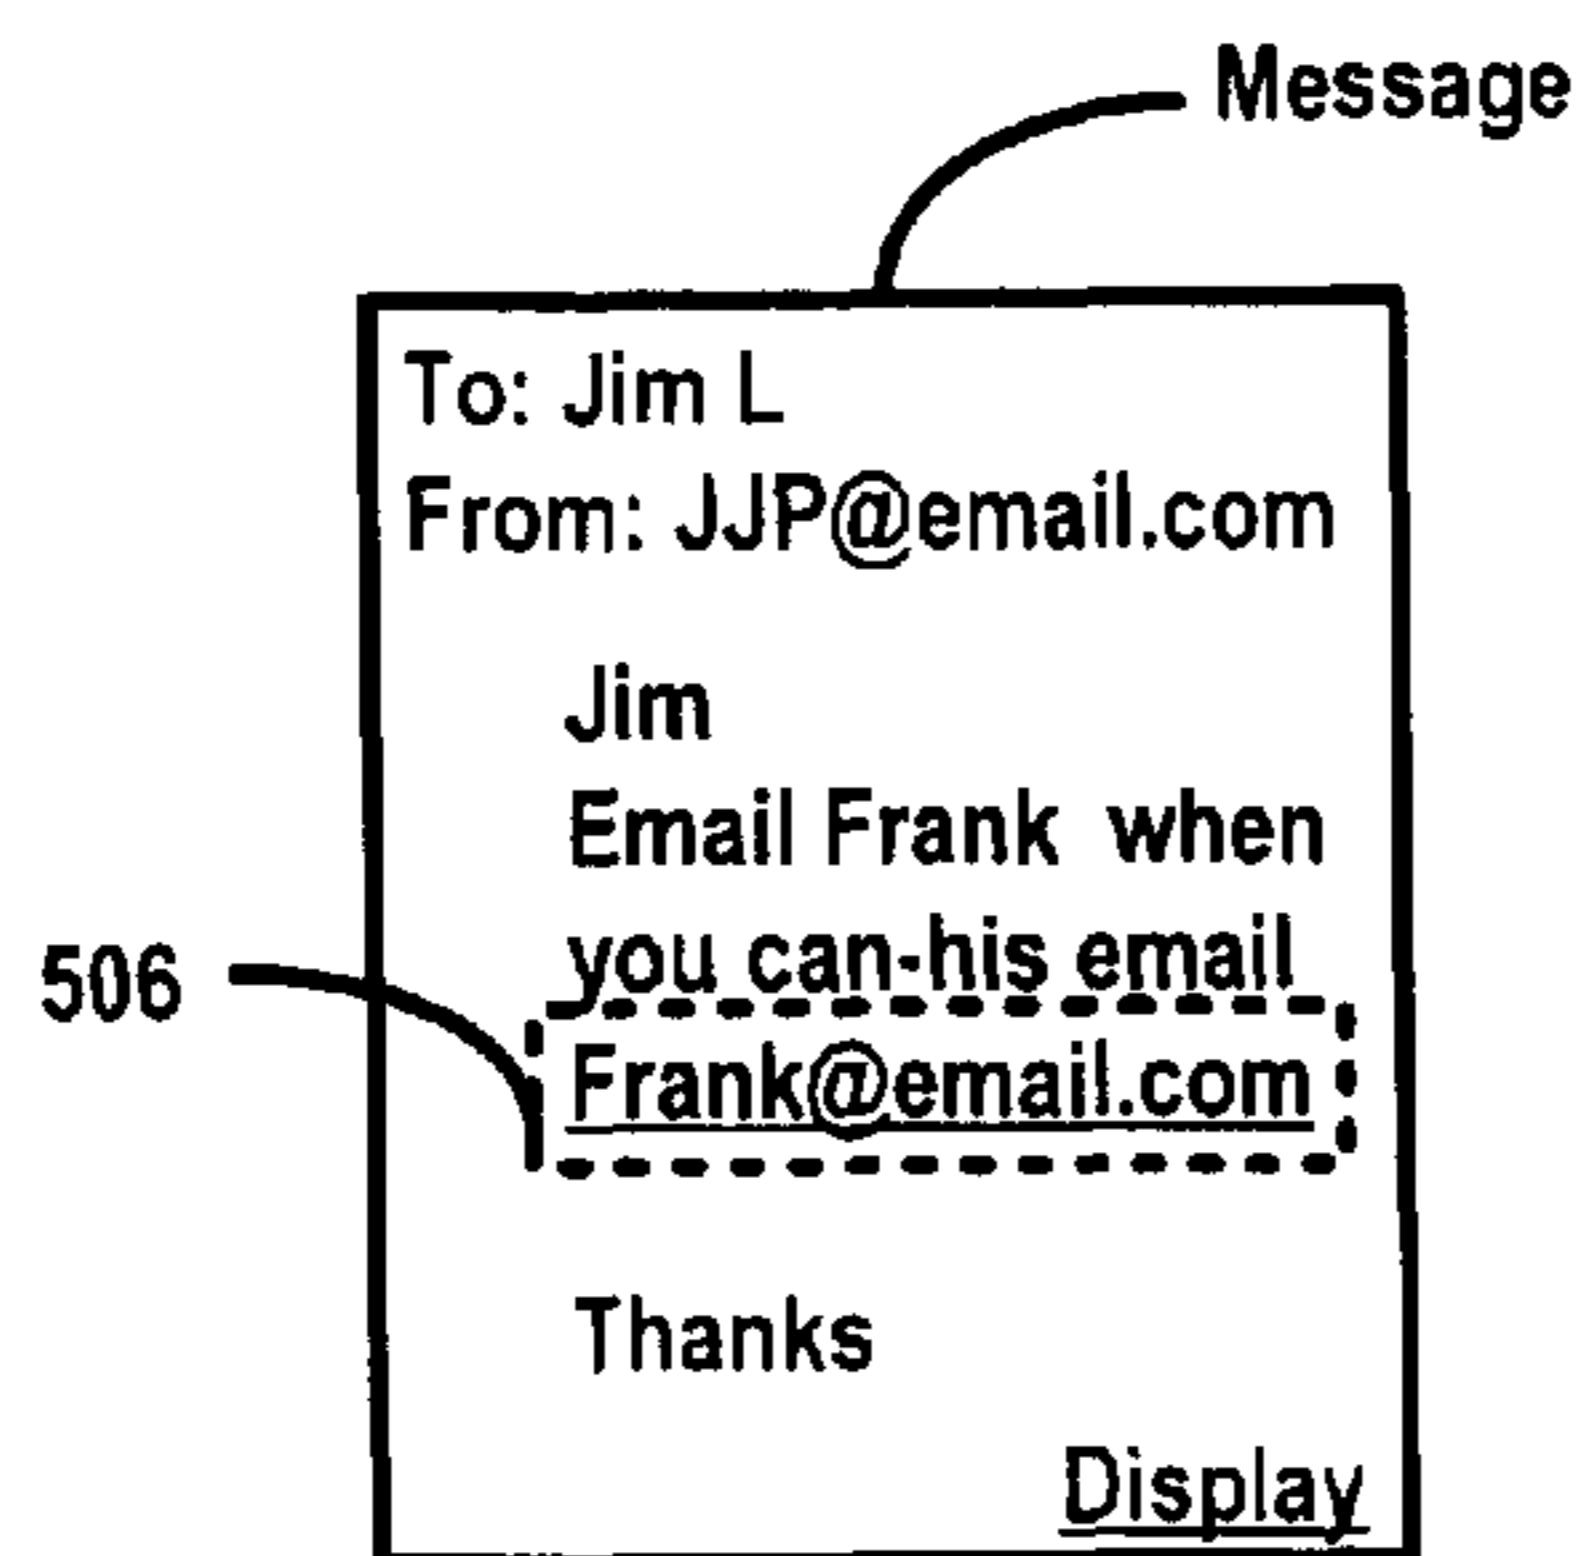 Message
To: Jim L
From: JJP@email.com
Jim
Email Frank when
you can-his email
506
Frank@email.com
Thanks
Display